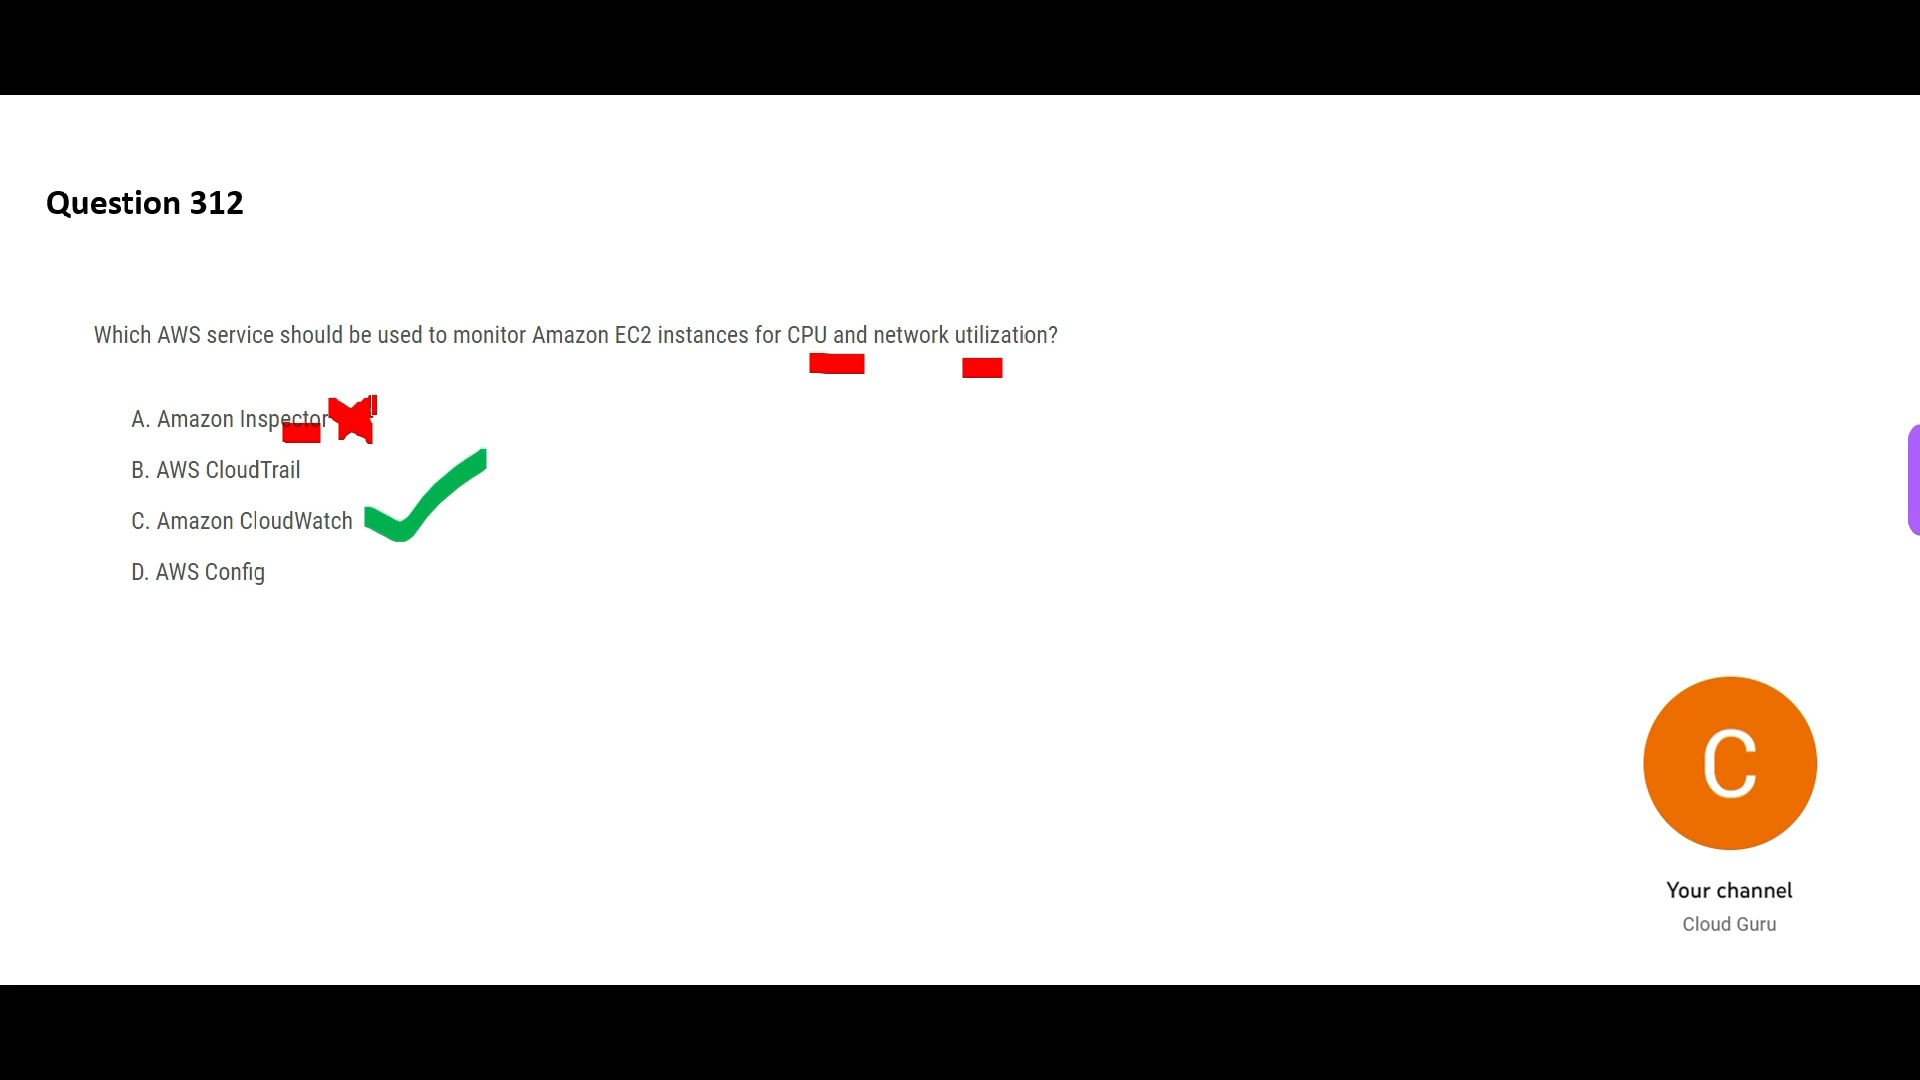 Question 312
Which AWS service should be used to monitor Amazon EC2 instances for CPU and network utilization?
A. Amazon Inspector
B. AWS CloudTrail
C. Amazon CloudWatch
D. AWS Config
C
Your channel
Cloud Guru